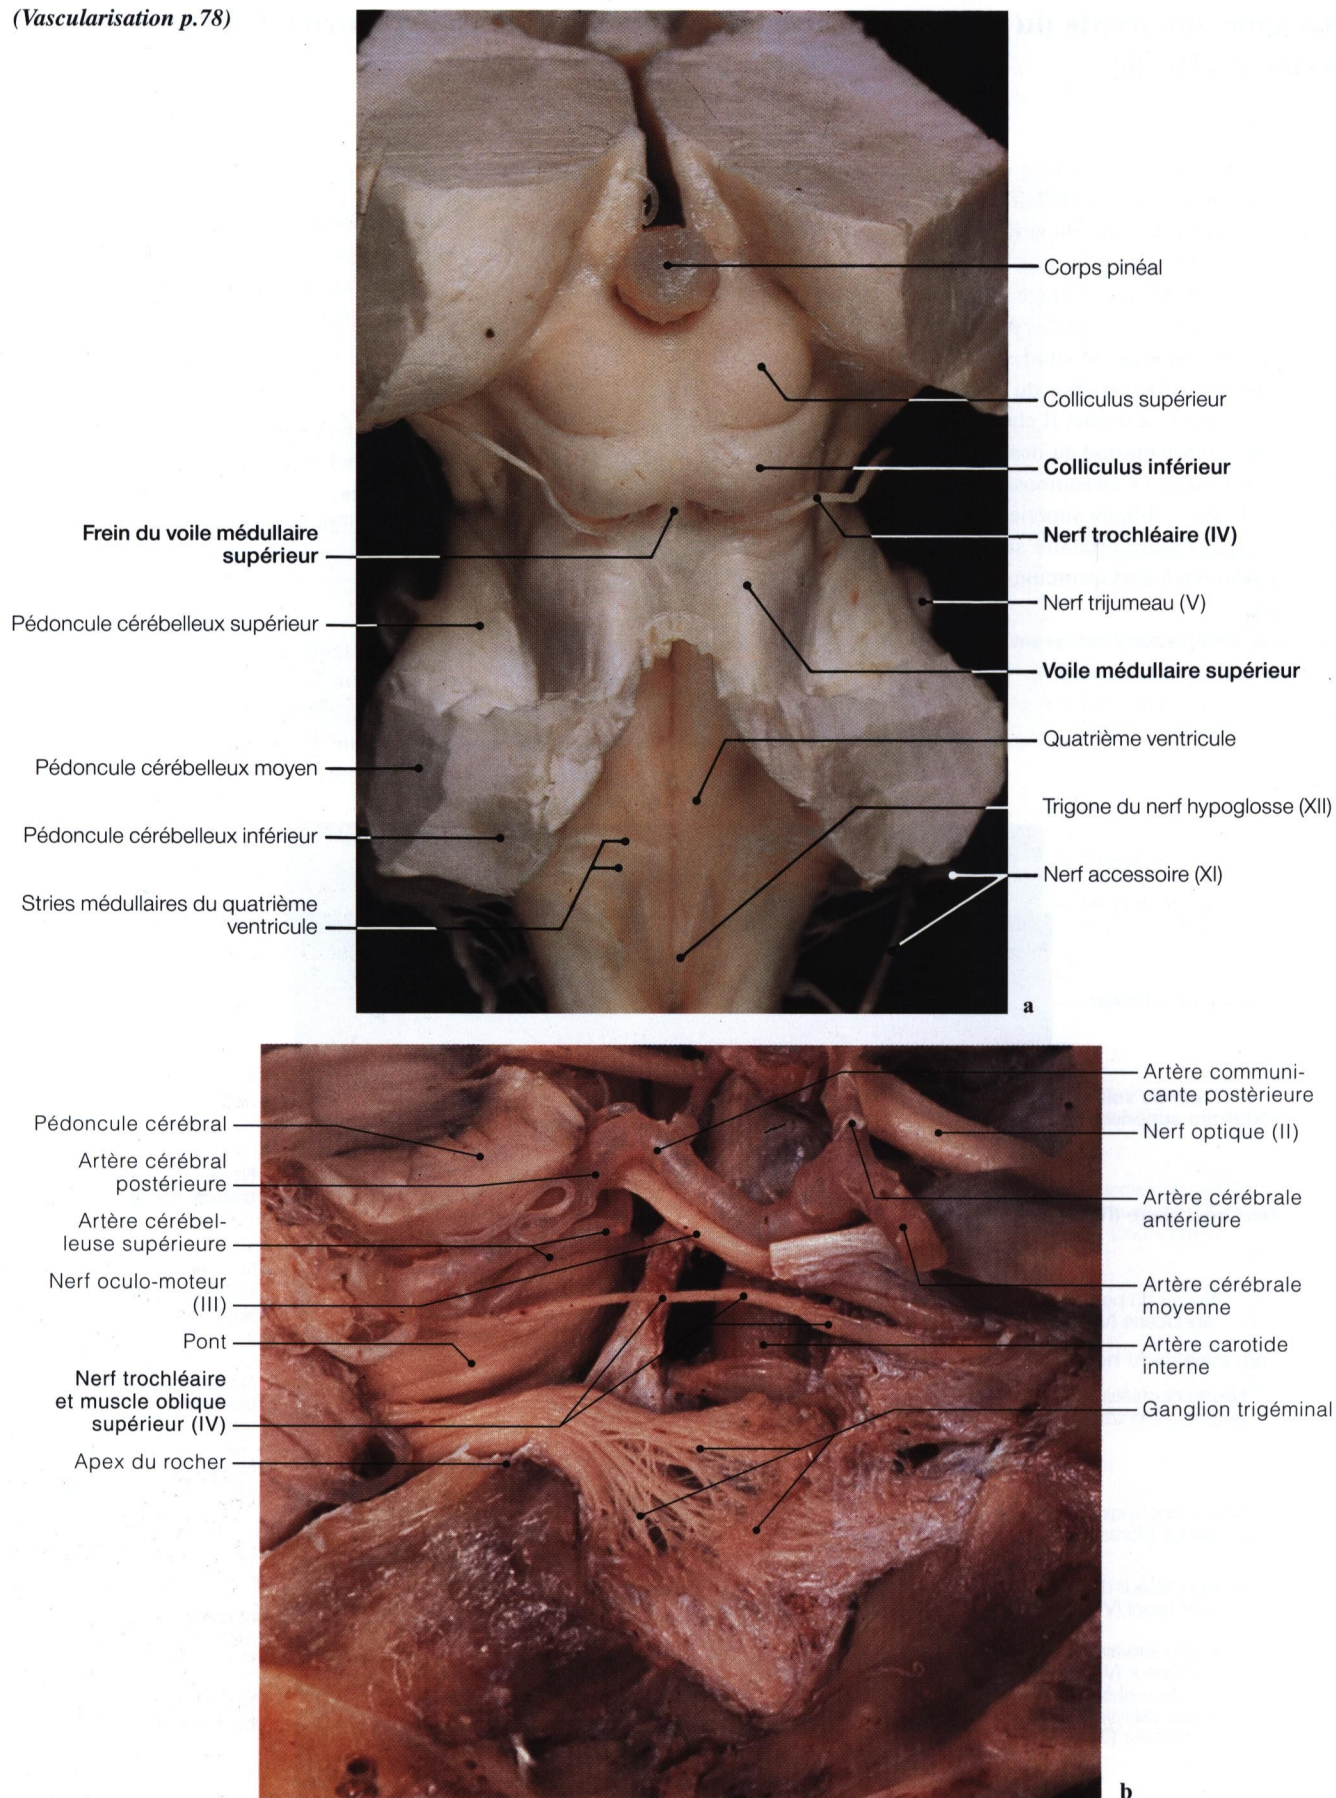 (Vascularisation p.78)
Corps pinéal
Colliculus supérieur
Colliculus inférieur
Frein du voile médullaire
supérieur
Nerf trochléaire (IV)
Nerf trijumeau (V)
Pédoncule cérébelleux supérieur
Voile médullaire supérieur
Quatrième ventricule
Pédoncule cérébelleux moyen
Trigone du nerf hypoglosse (XII)
Pédoncule cérébelleux inférieur
Nerf accessoire (XI)
Stries médullaires du quatrième
ventricule
a
Artère communi-
cante postèrieure
Pédoncule cérébral
Nerf optique (II)
Artère cérébral
postérieure
Artère cérébrale
antérieure
Artère cérébel-
leuse supérieure
Nerf oculo-moteur
(III)
Artère cérébrale
moyenne
Pont
Artère carotide
interne
Nerf trochléaire
et muscle oblique
supérieur (IV)
Ganglion trigéminal
Apex du rocher
b